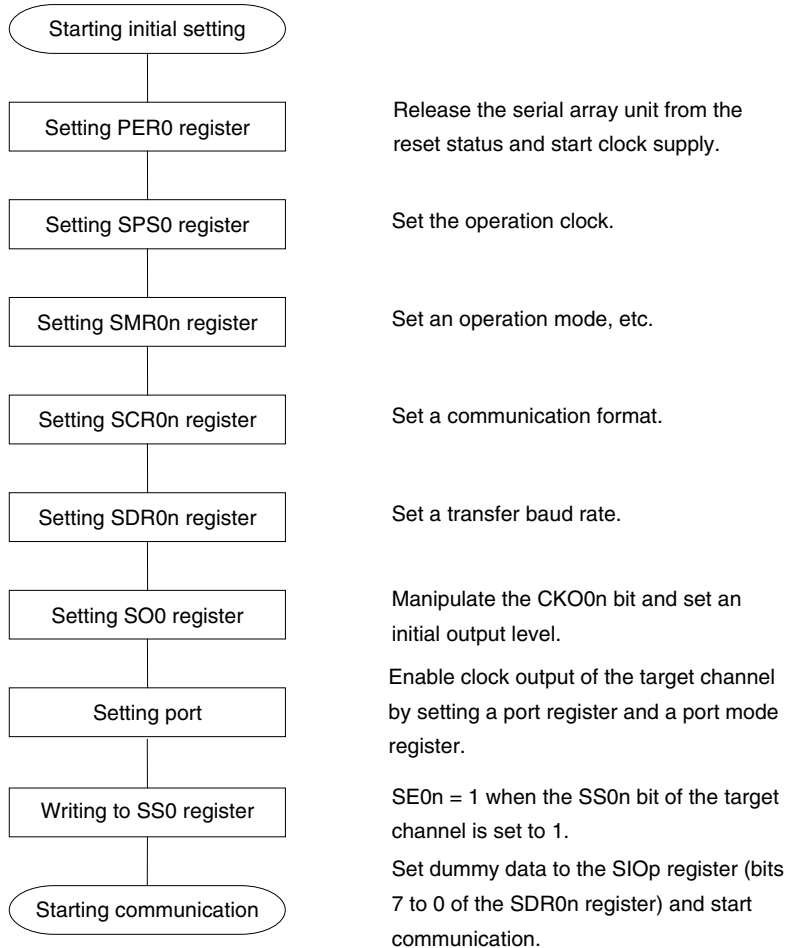 Starting initial setting
Setting PER0 register
Release the serial array unit from the
reset status and start clock supply.
Setting SPS0 register
Set the operation clock.
Setting SMR0n register
Set an operation mode, etc.
Setting SCR0n register
Set a communication format.
Setting SDR0n register
Set a transfer baud rate.
Setting SO0 register
Manipulate the CKO0n bit and set an
initial output level.
Setting port
Enable clock output of the target channel
by setting a port register and a port mode
register.
Writing to SS0 register
SE0n = 1 when the SS0n bit of the target
channel is set to 1.
Starting communication
Set dummy data to the SIOp register (bits
7 to 0 of the SDR0n register) and start
communication.